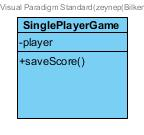 Visual Paradigm Standard(zeynep(Bilker
SinglePlayerGame
-player
+saveScore()